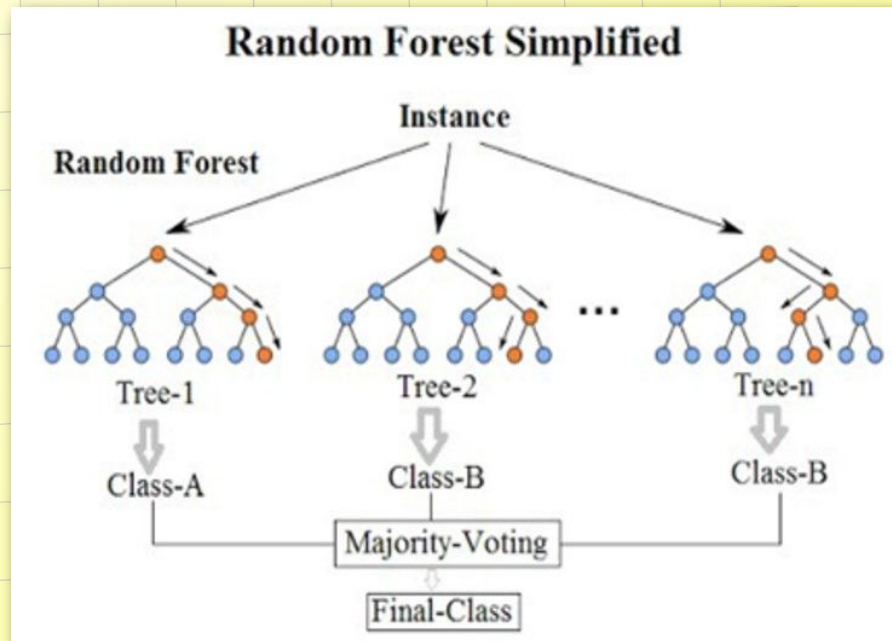 Random Forest Simplified
Instance
Random Forest
...
Tree-1
Tree-2
Tree-n
Class-A
Class-B
Class-B
Majority-Voting
Final-Class